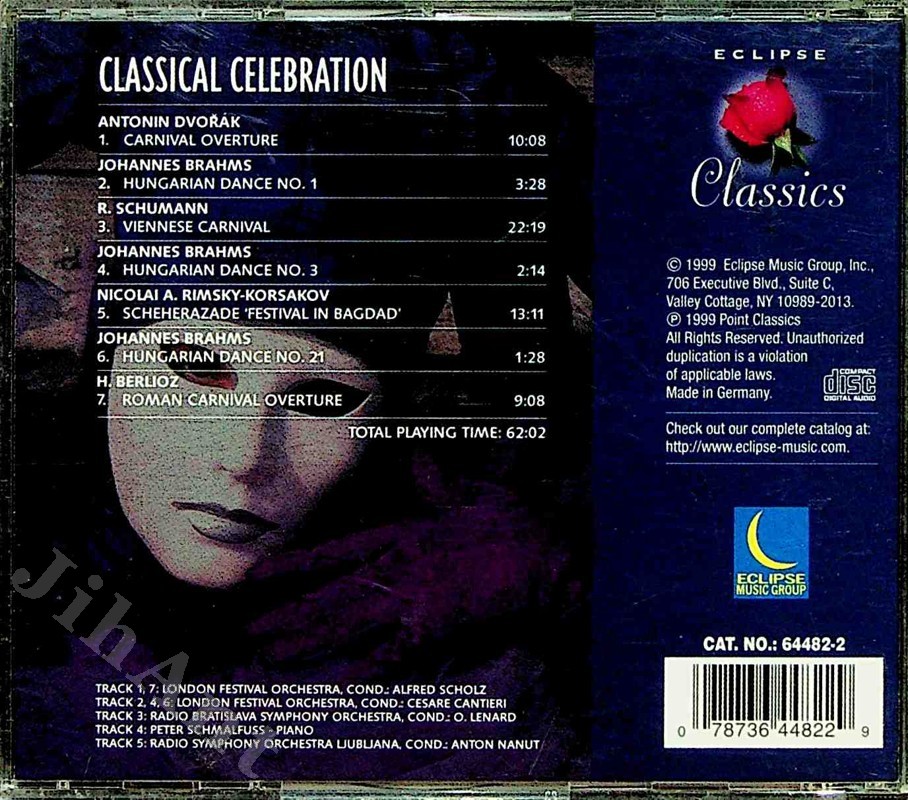 CLASSICAL CELEBRATION
ANTONIN DVOŘÁK
1. CARNIVAL OVERTURE 10:08
JOHANNES BRAHMS
2. HUNGARIAN DANCE NO. 1 3:28
R. SCHUMANN
3. VIENNESE CARNIVAL 22:19
JOHANNES BRAHMS
4. HUNGARIAN DANCE NO. 3 2:14
NICOLAI A. RIMSKY-KORSAKOV
5. SCHEHERAZADE 'FESTIVAL IN BAGDAD' 13:11
JOHANNES BRAHMS
6. HUNGARIAN DANCE NO. 21 1:28
H. BERLIOZ
7. ROMAN CARNIVAL OVERTURE 9:08
TOTAL PLAYING TIME: 62:02
TRACK 1, 7: LONDON FESTIVAL ORCHESTRA, COND.: ALFRED SCHOLZ
TRACK 2, 4, 6: LONDON FESTIVAL ORCHESTRA, COND.: CESARE CANTIERI
TRACK 3: RADIO BRATISLAVA SYMPHONY ORCHESTRA, COND.: O. LENARD
TRACK 4: PETER SCHMALFUSS - PIANO
TRACK 5: RADIO SYMPHONY ORCHESTRA LJUBLJANA, COND.: ANTON NANUT
ECLIPSE
Classics
© 1999 Eclipse Music Group, Inc.,
706 Executive Blvd., Suite C,
Valley Cottage, NY 10989-2013.
℗ 1999 Point Classics
All Rights Reserved. Unauthorized
duplication is a violation
of applicable laws.
Made in Germany.
COMPACT
disc
DIGITAL AUDIO
Check out our complete catalog at:
http://www.eclipse-music.com.
ECLIPSE
MUSIC GROUP
CAT. NO.: 64482-2
0 78736 44822 9